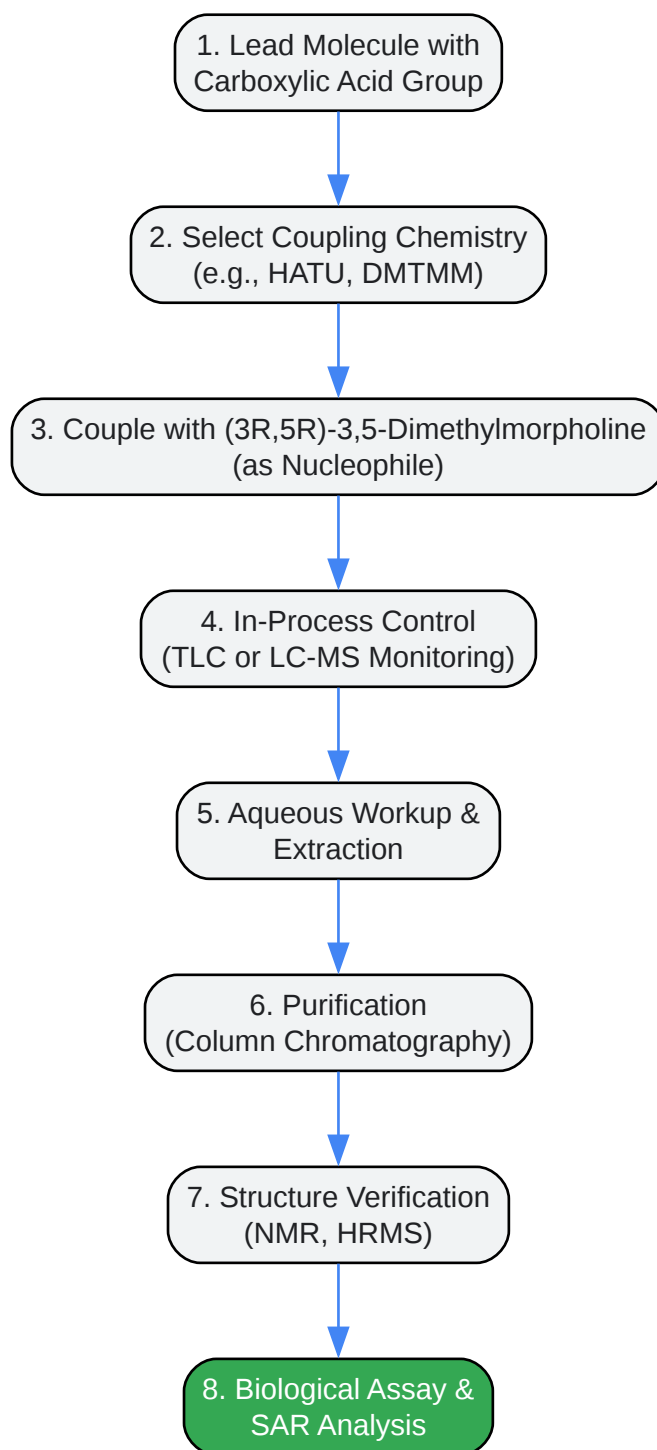 1. Lead Molecule with
Carboxylic Acid Group
2. Select Coupling Chemistry
(e.g., HATU, DMTMM)
3. Couple with (3R,5R)-3,5-Dimethylmorpholine
(as Nucleophile)
4. In-Process Control
(TLC or LC-MS Monitoring)
5. Aqueous Workup &
Extraction
6. Purification
(Column Chromatography)
7. Structure Verification
(NMR, HRMS)
8. Biological Assay &
SAR Analysis